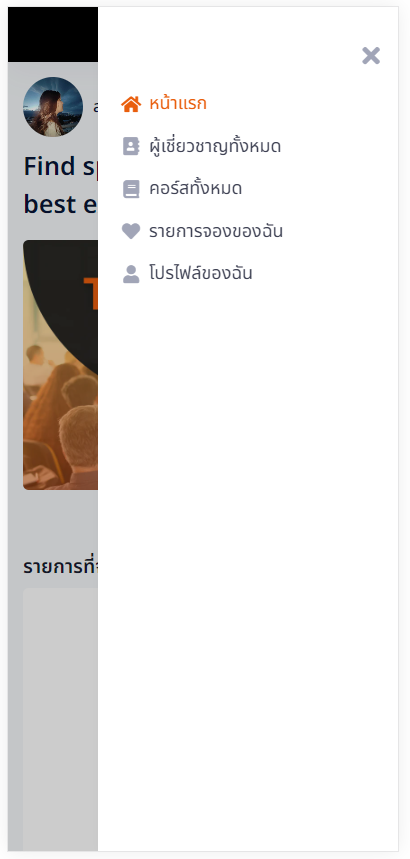 หน้าแรก
ผู้เชี่ยวชาญทั้งหมด
คอร์สทั้งหมด
รายการจองของฉัน
โปรไฟล์ของฉัน
Find
best
รายการที่